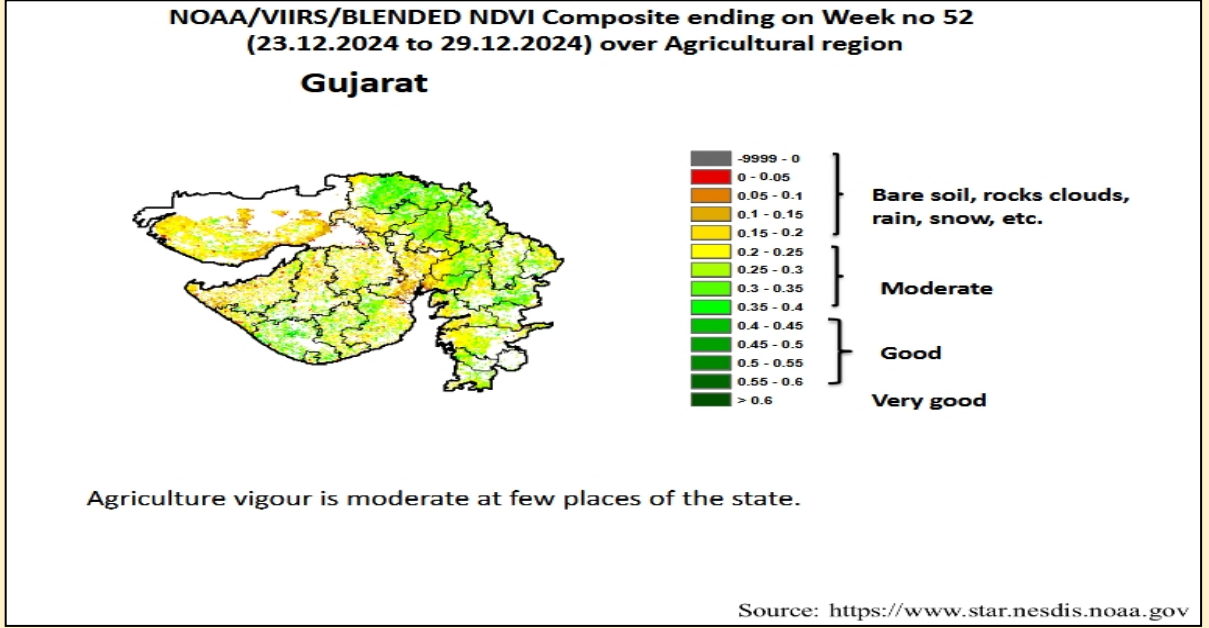 NOAA/VIIRS/BLENDED NDVI Composite ending on Week no 52
(23.12.2024 to 29.12.2024) over Agricultural region
Gujarat
-9999 - 0
0 - 0.05
0.05 - 0.1
0.1 - 0.15
0.15 - 0.2
0.2 - 0.25
0.25 - 0.3
0.3 - 0.35
0.35 - 0.4
0.4 - 0.45
0.45 - 0.5
0.5 - 0.55
0.55 - 0.6
> 0.6
Bare soil, rocks clouds,
rain, snow, etc.
Moderate
Good
Very good
Agriculture vigour is moderate at few places of the state.
Source: https://www.star.nesdis.noaa.gov